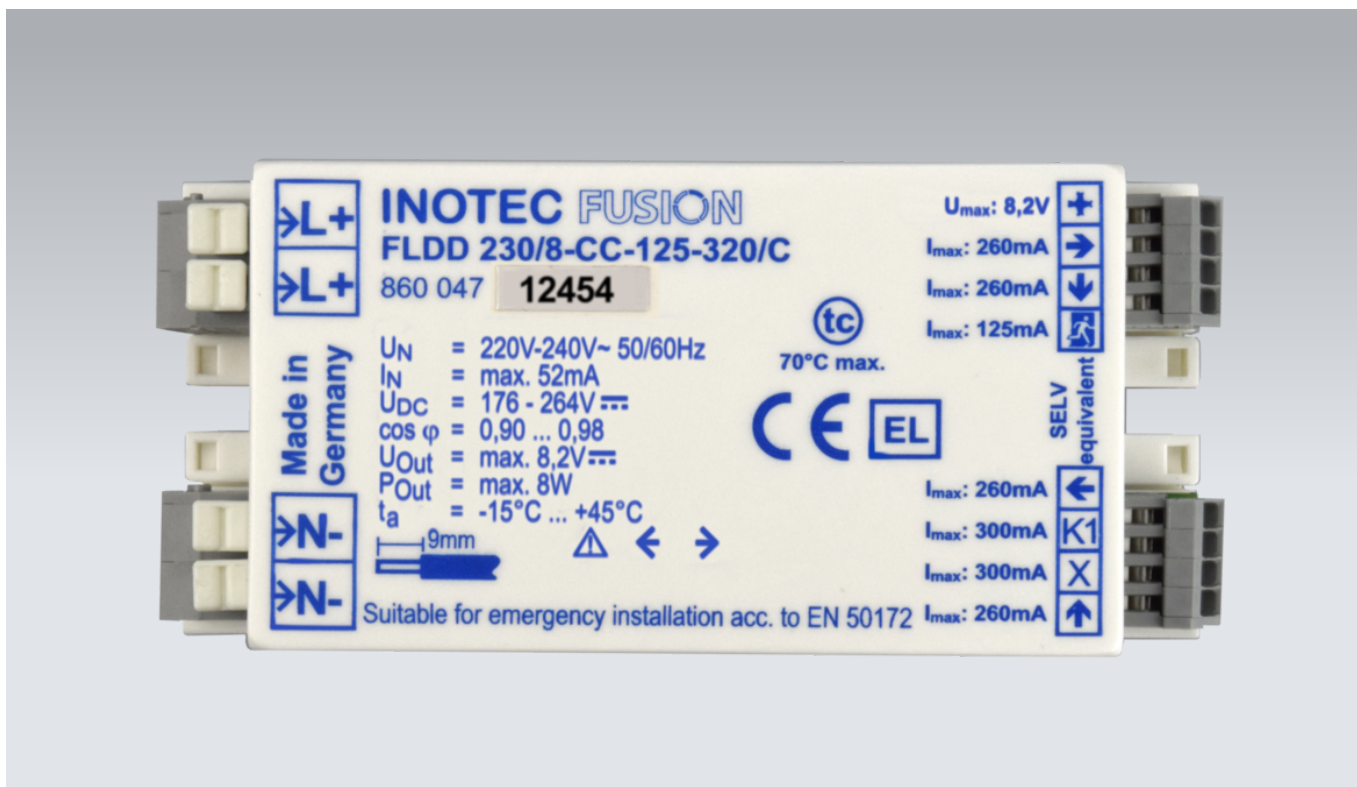 >L+
>L+
Made in
Germany
>N-
>N-
INOTEC FUSION
FLDD 230/8-CC-125-320/C
860 047 12454
UN = 220V-240V~ 50/60Hz
IN = max. 52mA
UDC = 176 - 264V⎓
cos φ = 0,90 ... 0,98
UOut = max. 8,2V⎓
POut = max. 8W
ta = -15°C ... +45°C
9mm
⚠ ← →
Suitable for emergency installation acc. to EN 50172
tc
70°C max.
CE EL
Umax: 8,2V +
Imax: 260mA →
Imax: 260mA ↓
Imax: 125mA
SELV
equivalent
Imax: 260mA ←
Imax: 300mA K1
Imax: 300mA X
Imax: 260mA ↑